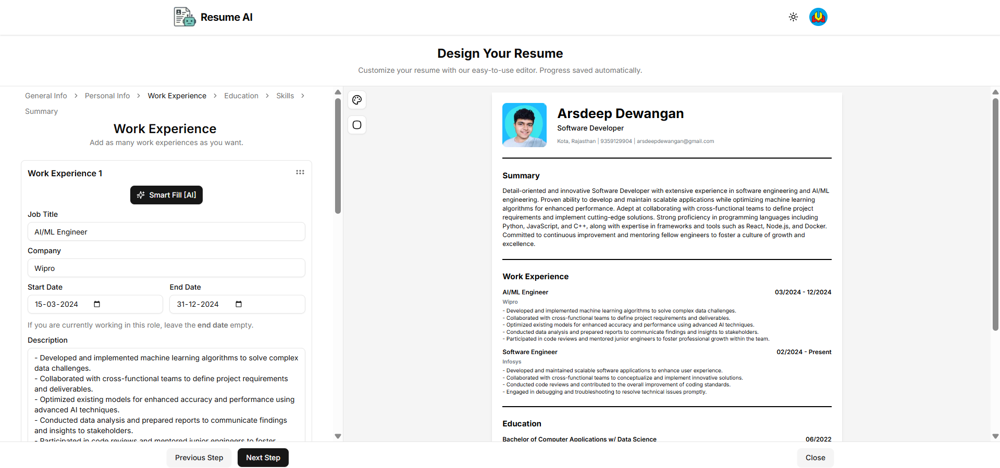 Resume AI
Design Your Resume
Customize your resume with our easy-to-use editor. Progress saved automatically.
General Info > Personal Info > Work Experience > Education > Skills >
Summary
Work Experience
Add as many work experiences as you want.
Work Experience 1
Smart Fill [AI]
Job Title
AI/ML Engineer
Company
Wipro
Start Date End Date
15-03-2024 31-12-2024
If you are currently working in this role, leave the end date empty.
Description
- Developed and implemented machine learning algorithms to solve complex
data challenges.
- Collaborated with cross-functional teams to define project requirements
and deliverables.
- Optimized existing models for enhanced accuracy and performance using
advanced AI techniques.
- Conducted data analysis and prepared reports to communicate findings
and insights to stakeholders.
- Participated in code reviews and mentored junior engineers to foster
Previous Step Next Step
Arsdeep Dewangan
Software Developer
Kota, Rajasthan | 9359129904 | arsdeepdewangan@gmail.com
Summary
Detail-oriented and innovative Software Developer with extensive experience in software engineering and AI/ML
engineering. Proven ability to develop and maintain scalable applications while optimizing machine learning
algorithms for enhanced performance. Adept at collaborating with cross-functional teams to define project
requirements and implement cutting-edge solutions. Strong proficiency in programming languages including
Python, JavaScript, and C++, along with expertise in frameworks and tools such as React, Node.js, and Docker.
Committed to continuous improvement and mentoring fellow engineers to foster a culture of growth and
excellence.
Work Experience
AI/ML Engineer 03/2024 - 12/2024
Wipro
- Developed and implemented machine learning algorithms to solve complex data challenges.
- Collaborated with cross-functional teams to define project requirements and deliverables.
- Optimized existing models for enhanced accuracy and performance using advanced AI techniques.
- Conducted data analysis and prepared reports to communicate findings and insights to stakeholders.
- Participated in code reviews and mentored junior engineers to foster professional growth within the team.
Software Engineer 02/2024 - Present
Infosys
- Developed and maintained scalable software applications to enhance user experience.
- Collaborated with cross-functional teams to conceptualize and implement innovative solutions.
- Conducted code reviews and contributed to the overall improvement of coding standards.
- Engaged in debugging and troubleshooting to resolve technical issues promptly.
Education
Bachelor of Computer Applications w/ Data Science 06/2022
Close